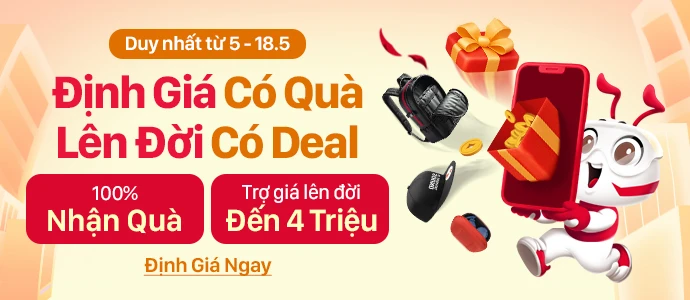 Duy nhất từ 5 - 18.5
Định Giá Có Quà
Lên Đời Có Deal
100%
Nhận Quà
Trợ giá lên đời
Đến 4 Triệu
Định Giá Ngay